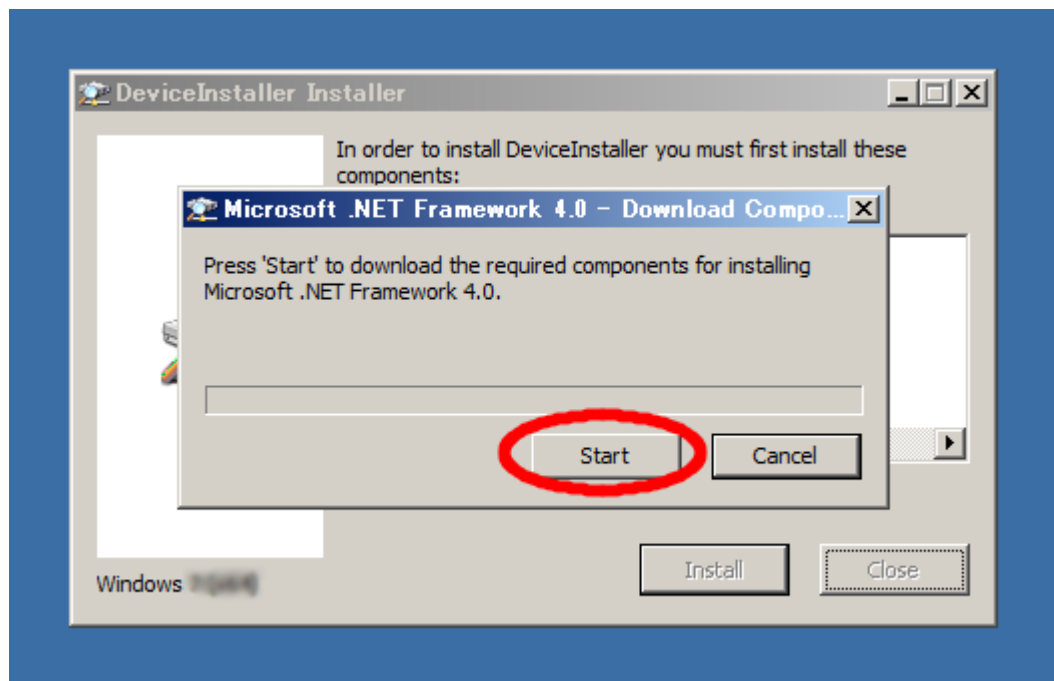 DeviceInstaller Installer
In order to install DeviceInstaller you must first install these
components:
Microsoft .NET Framework 4.0 – Download Compo...
Press 'Start' to download the required components for installing
Microsoft .NET Framework 4.0.
Start
Cancel
Install
Close
Windows